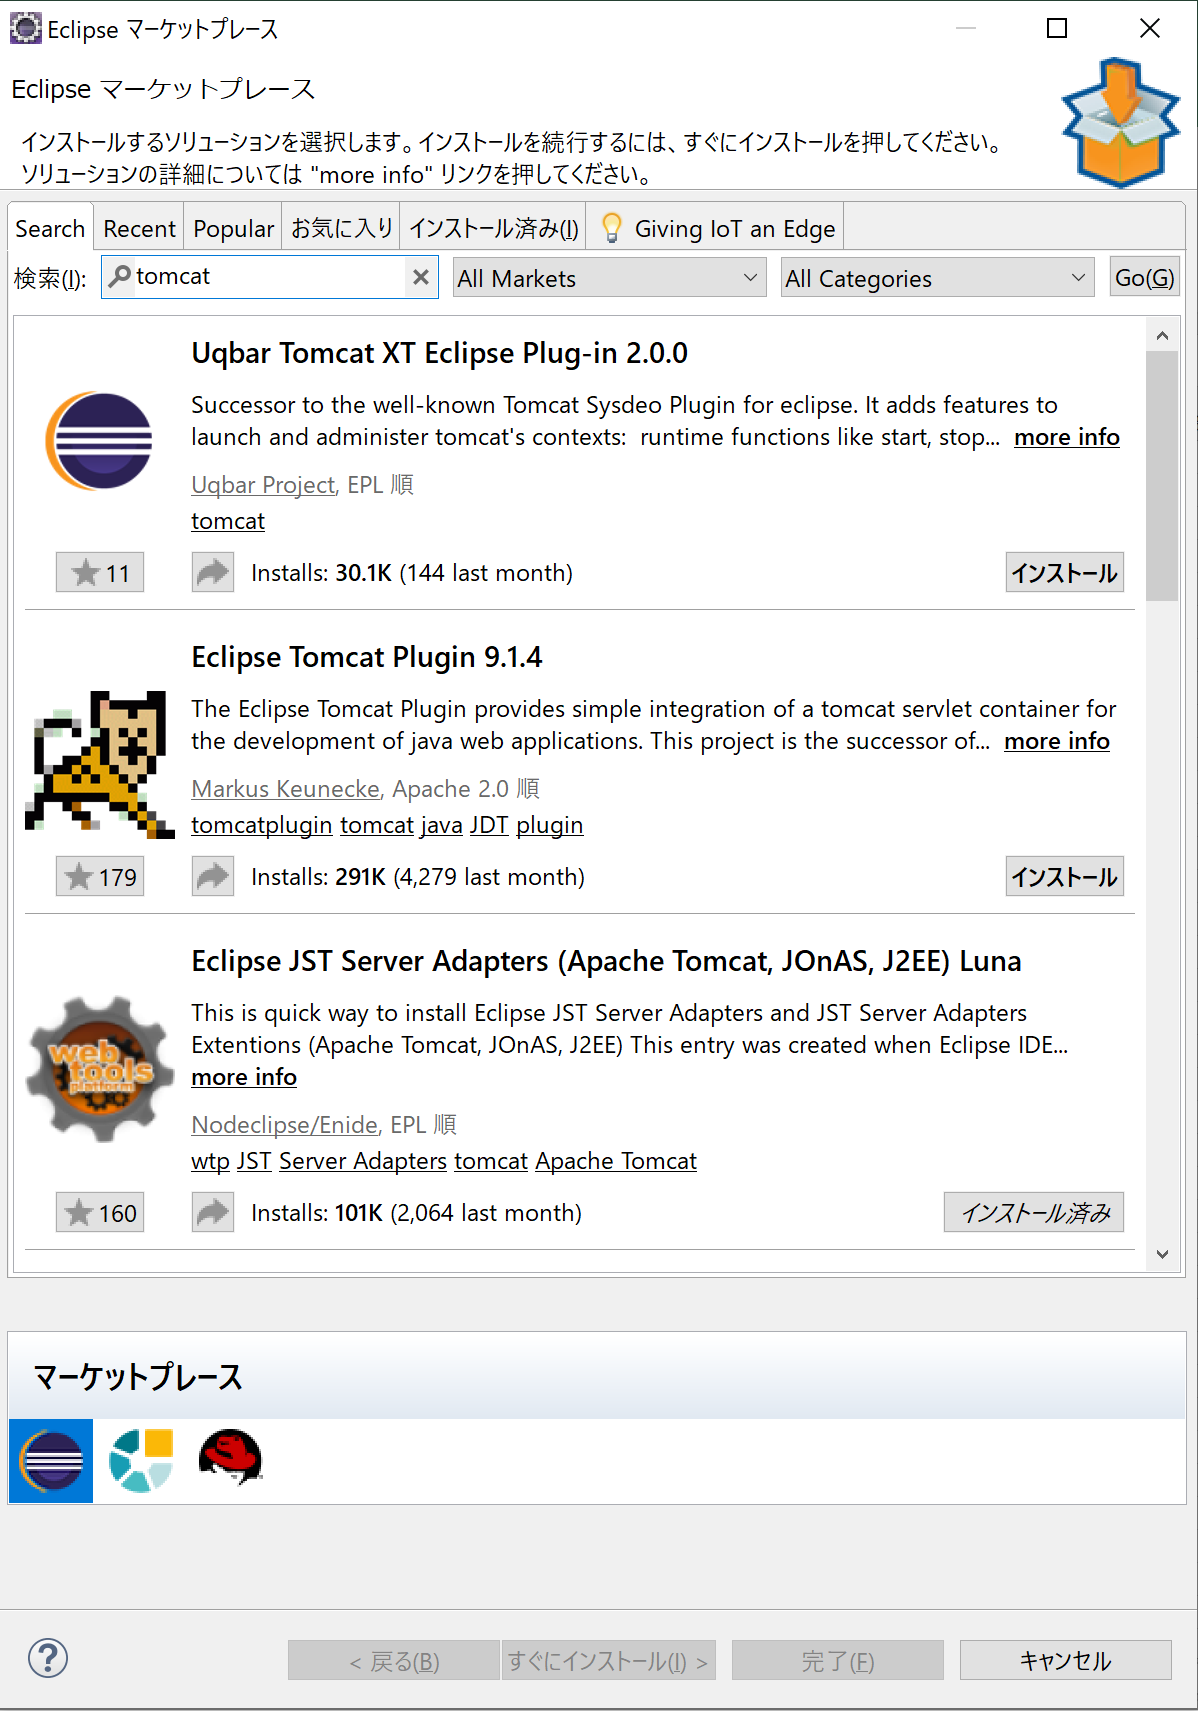 Eclipse マーケットプレース
Eclipse マーケットプレース
インストールするソリューションを選択します。インストールを続行するには、すぐにインストールを押してください。
ソリューションの詳細については "more info" リンクを押してください。
Search Recent Popular お気に入り インストール済み(I) Giving IoT an Edge
検索(I): tomcat All Markets All Categories Go(G)
Uqbar Tomcat XT Eclipse Plug-in 2.0.0
Successor to the well-known Tomcat Sysdeo Plugin for eclipse. It adds features to
launch and administer tomcat's contexts: runtime functions like start, stop... more info
Uqbar Project, EPL 順
tomcat
11 Installs: 30.1K (144 last month) インストール
Eclipse Tomcat Plugin 9.1.4
The Eclipse Tomcat Plugin provides simple integration of a tomcat servlet container for
the development of java web applications. This project is the successor of... more info
Markus Keunecke, Apache 2.0 順
tomcatplugin tomcat java JDT plugin
179 Installs: 291K (4,279 last month) インストール
Eclipse JST Server Adapters (Apache Tomcat, JOnAS, J2EE) Luna
This is quick way to install Eclipse JST Server Adapters and JST Server Adapters
Extentions (Apache Tomcat, JOnAS, J2EE) This entry was created when Eclipse IDE...
more info
web
tools
platform
Nodeclipse/Enide, EPL 順
wtp JST Server Adapters tomcat Apache Tomcat
160 Installs: 101K (2,064 last month) インストール済み
マーケットプレース
? < 戻る(B) すぐにインストール(I) > 完了(F) キャンセル